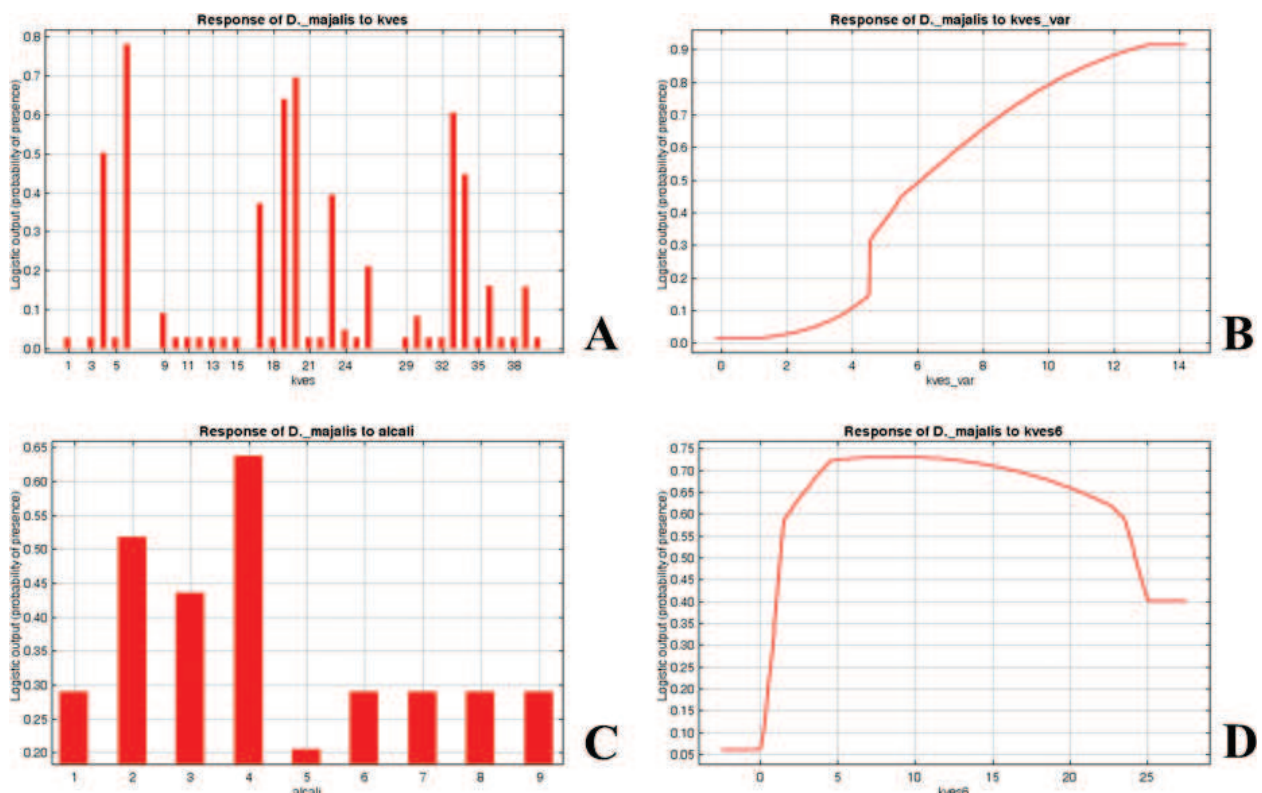 Response of D._majalis to kves
Logistic output (probability of presence)
0.8
0.7
0.6
0.5
0.4
0.3
0.2
0.1
0.0
1 3 5 9 11 13 15 18 21 24 29 32 35 38
kves
A
Response of D._majalis to kves_var
Logistic output (probability of presence)
0.9
0.8
0.7
0.6
0.5
0.4
0.3
0.2
0.1
0.0
0 2 4 6 8 10 12 14
kves_var
B
Response of D._majalis to alcali
Logistic output (probability of presence)
0.65
0.60
0.55
0.50
0.45
0.40
0.35
0.30
0.25
0.20
1 2 3 4 5 6 7 8 9
alcali
C
Response of D._majalis to kves6
Logistic output (probability of presence)
0.75
0.70
0.65
0.60
0.55
0.50
0.45
0.40
0.35
0.30
0.25
0.20
0.15
0.10
0.05
0 5 10 15 20 25
kves6
D